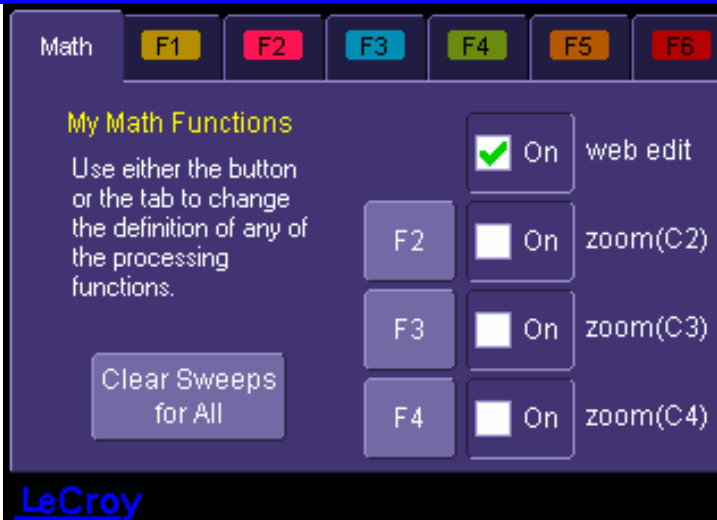 Math F1 F2 F3 F4 F5 F6
My Math Functions
Use either the button
or the tab to change
the definition of any of
the processing
functions.
Clear Sweeps
for All
On web edit
F2 On zoom(C2)
F3 On zoom(C3)
F4 On zoom(C4)
LeCroy